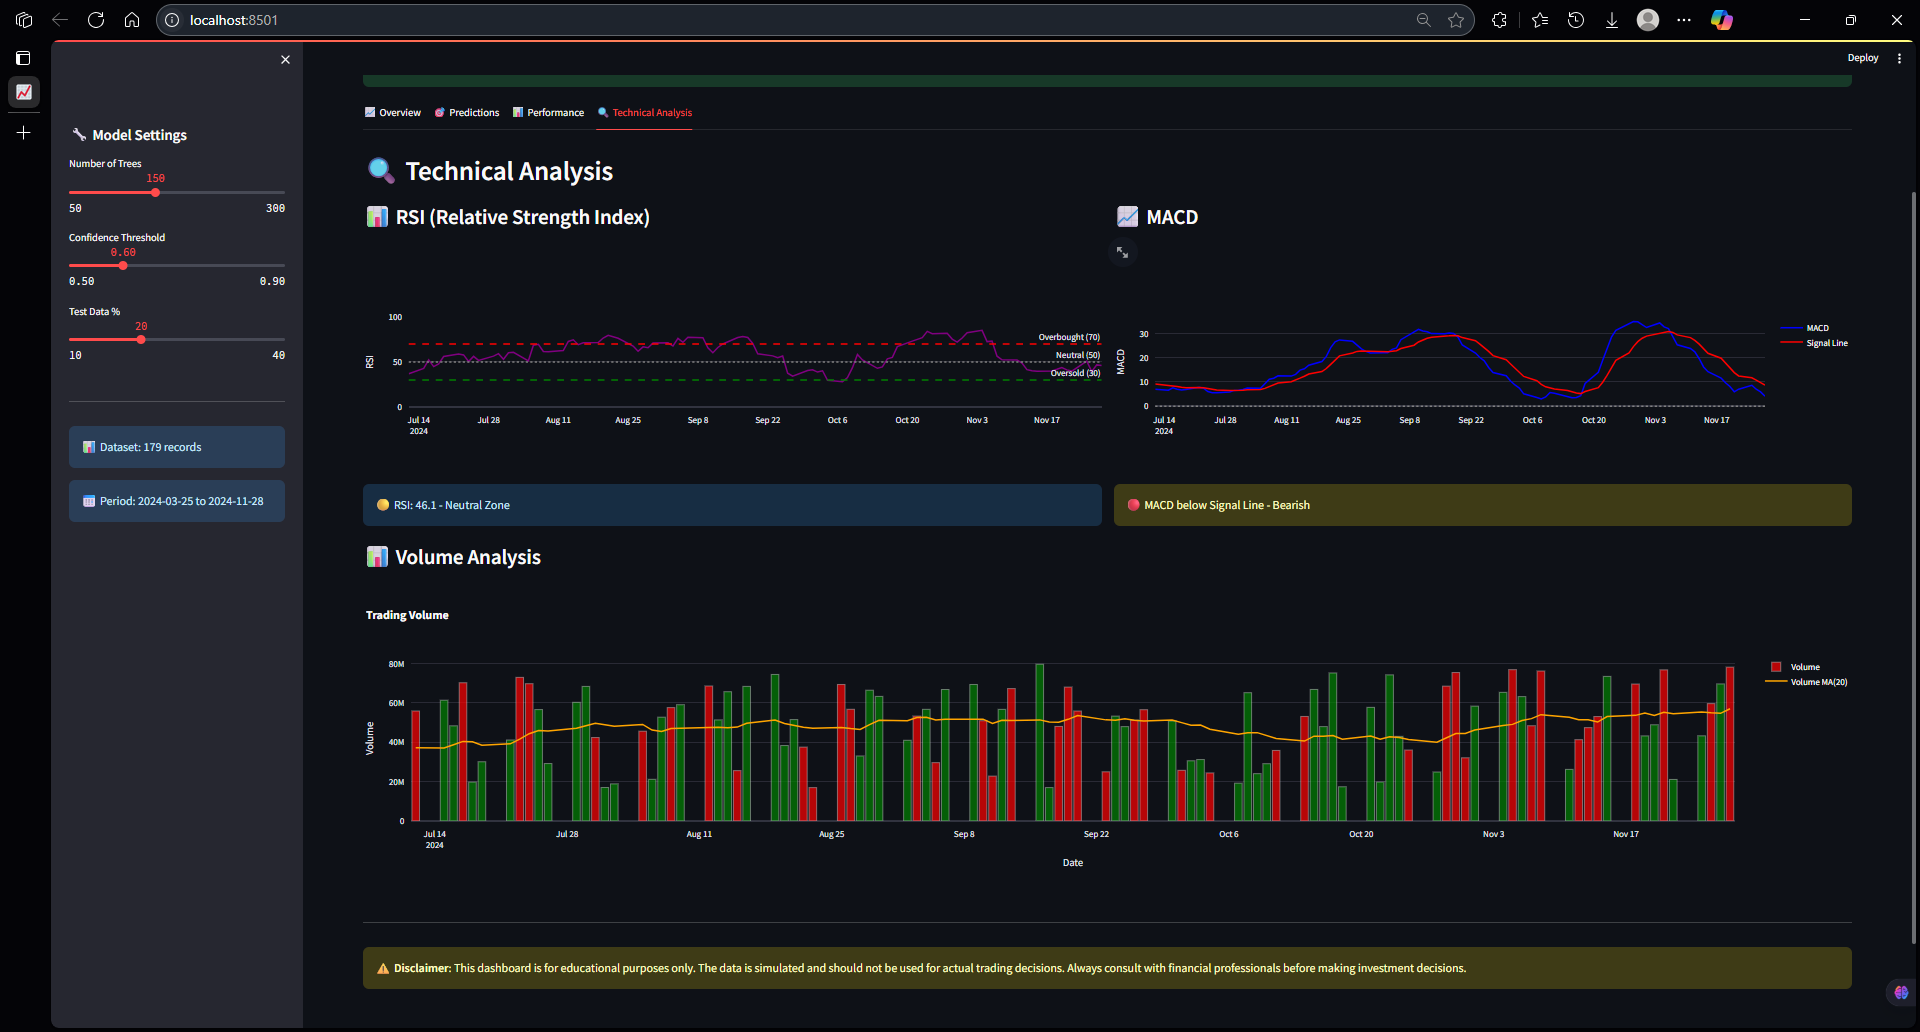 localhost:8501
Deploy
Model Settings
Number of Trees
150
50 300
Confidence Threshold
0.60
0.50 0.90
Test Data %
20
10 40
Dataset: 179 records
Period: 2024-03-25 to 2024-11-28
Overview Predictions Performance Technical Analysis
Technical Analysis
RSI (Relative Strength Index)
100
50
0
RSI
Overbought (70)
Neutral (50)
Oversold (30)
Jul 14 Jul 28 Aug 11 Aug 25 Sep 8 Sep 22 Oct 6 Oct 20 Nov 3 Nov 17
2024
RSI: 46.1 - Neutral Zone
MACD
30
20
10
0
MACD
MACD
Signal Line
Jul 14 Jul 28 Aug 11 Aug 25 Sep 8 Sep 22 Oct 6 Oct 20 Nov 3 Nov 17
2024
MACD below Signal Line - Bearish
Volume Analysis
Trading Volume
80M
60M
40M
20M
0
Volume
Volume
Volume MA(20)
Jul 14 Jul 28 Aug 11 Aug 25 Sep 8 Sep 22 Oct 6 Oct 20 Nov 3 Nov 17
2024
Date
Disclaimer: This dashboard is for educational purposes only. The data is simulated and should not be used for actual trading decisions. Always consult with financial professionals before making investment decisions.